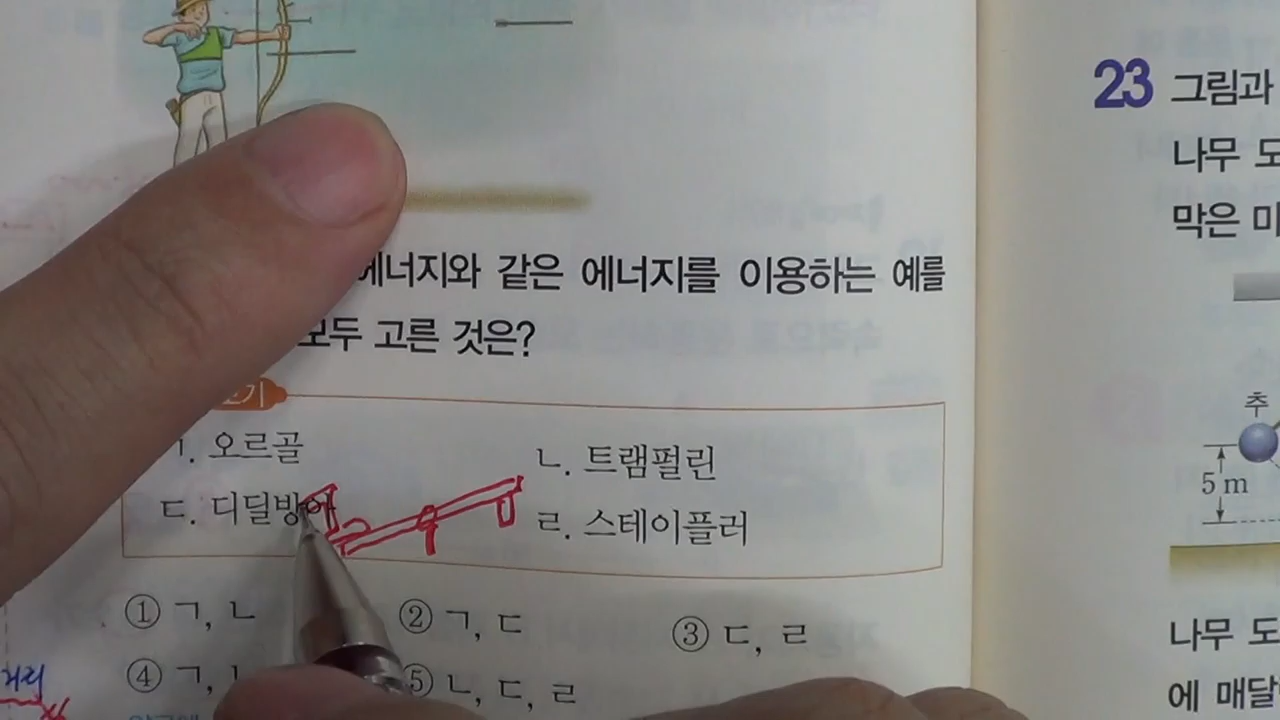 에너지와 같은 에너지를 이용하는 예를
모두 고른 것은?
ㄱ. 오르골
ㄴ. 트램펄린
ㄷ. 디딜방아
ㄹ. 스테이플러
① ㄱ, ㄴ
② ㄱ, ㄷ
③ ㄷ, ㄹ
④ ㄱ,
⑤ ㄴ, ㄷ, ㄹ
거리
23 그림과
나무 도
막은 미
추
5 m
나무 도
에 매달